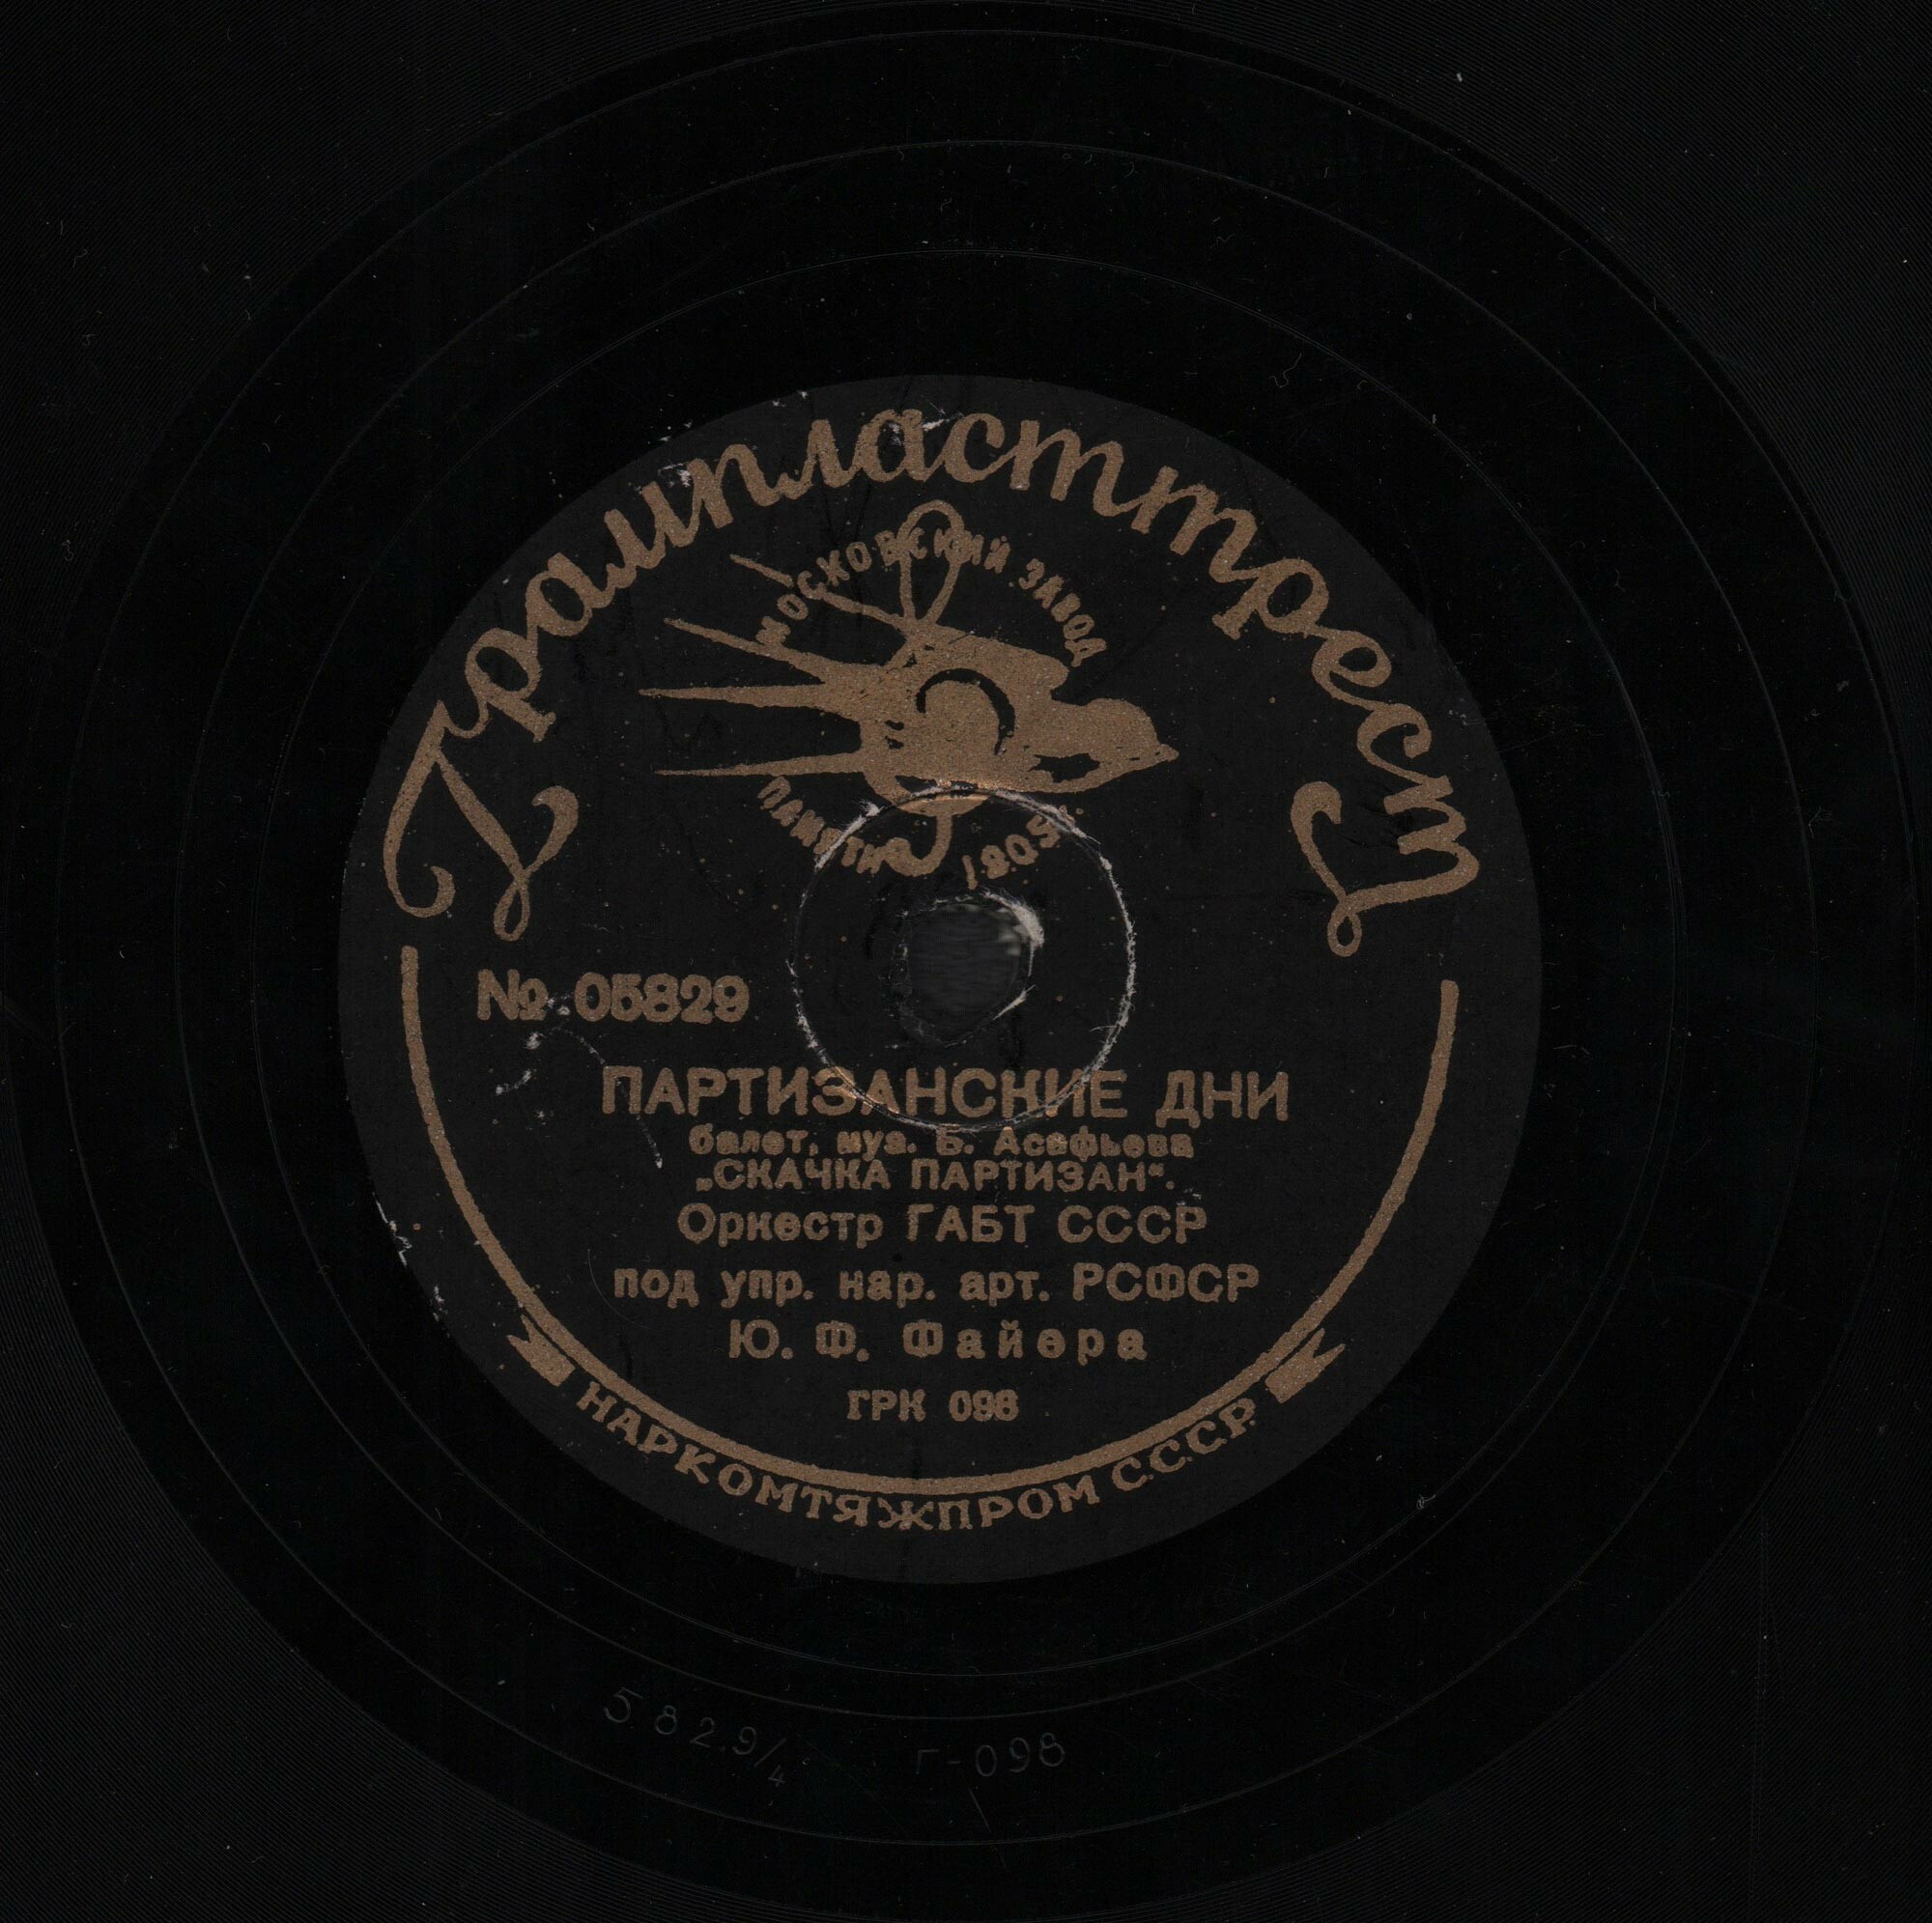 Грампласттрест
МОСКОВСКИЙ ЗАВОД
ПАМЯТИ 1905 г.
№ 05829
ПАРТИЗАНСКИЕ ДНИ
балет, муз. Б. Асафьева
„СКАЧКА ПАРТИЗАН“.
Оркестр ГАБТ СССР
под упр. нар. арт. РСФСР
Ю. Ф. Файера
ГРК 098
НАРКОМТЯЖПРОМ С.С.С.Р.
5829/4 Г-098